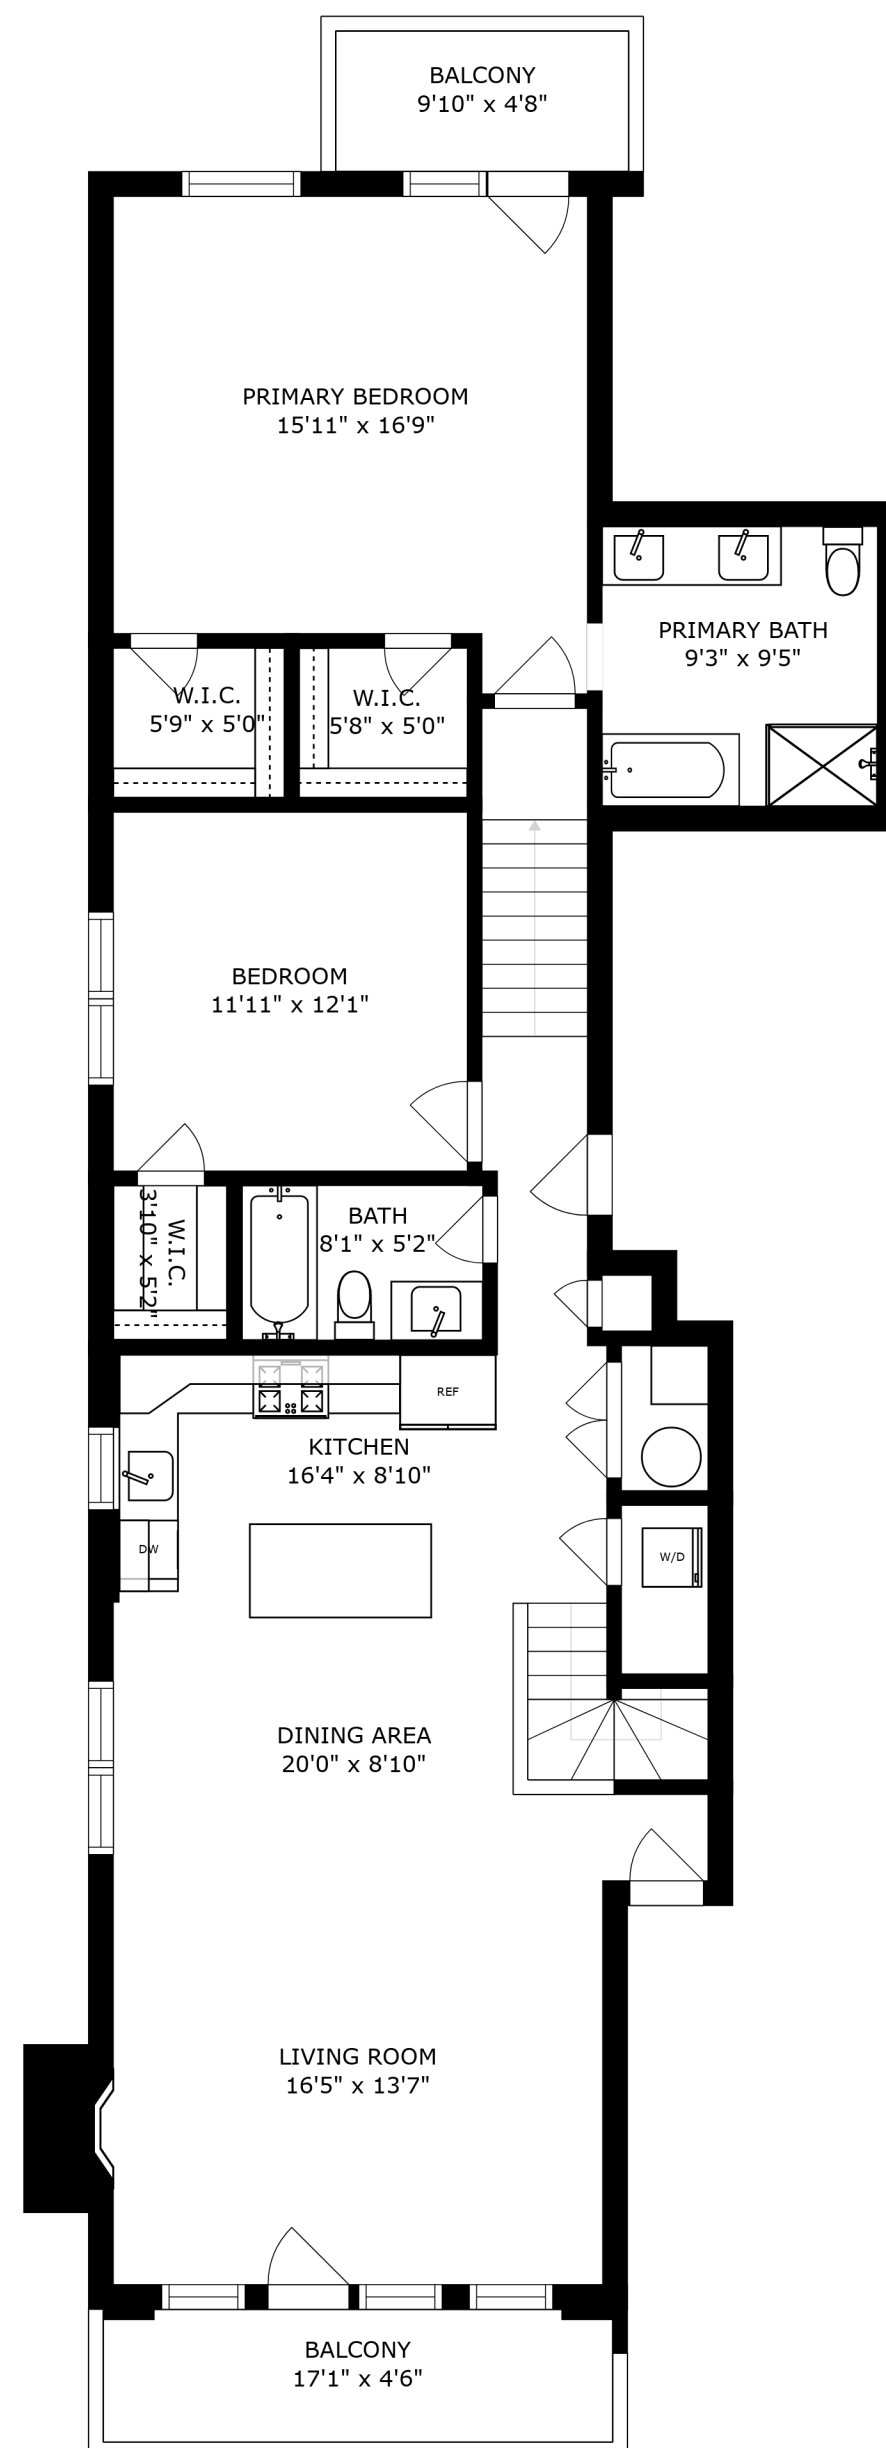 BALCONY
9'10" x 4'8"
PRIMARY BEDROOM
15'11" x 16'9"
PRIMARY BATH
9'3" x 9'5"
W.I.C.
5'9" x 5'0"
W.I.C.
5'8" x 5'0"
BEDROOM
11'11" x 12'1"
W.I.C.
3'10" x 5'2"
BATH
8'1" x 5'2"
REF
KITCHEN
16'4" x 8'10"
DW
W/D
DINING AREA
20'0" x 8'10"
LIVING ROOM
16'5" x 13'7"
BALCONY
17'1" x 4'6"